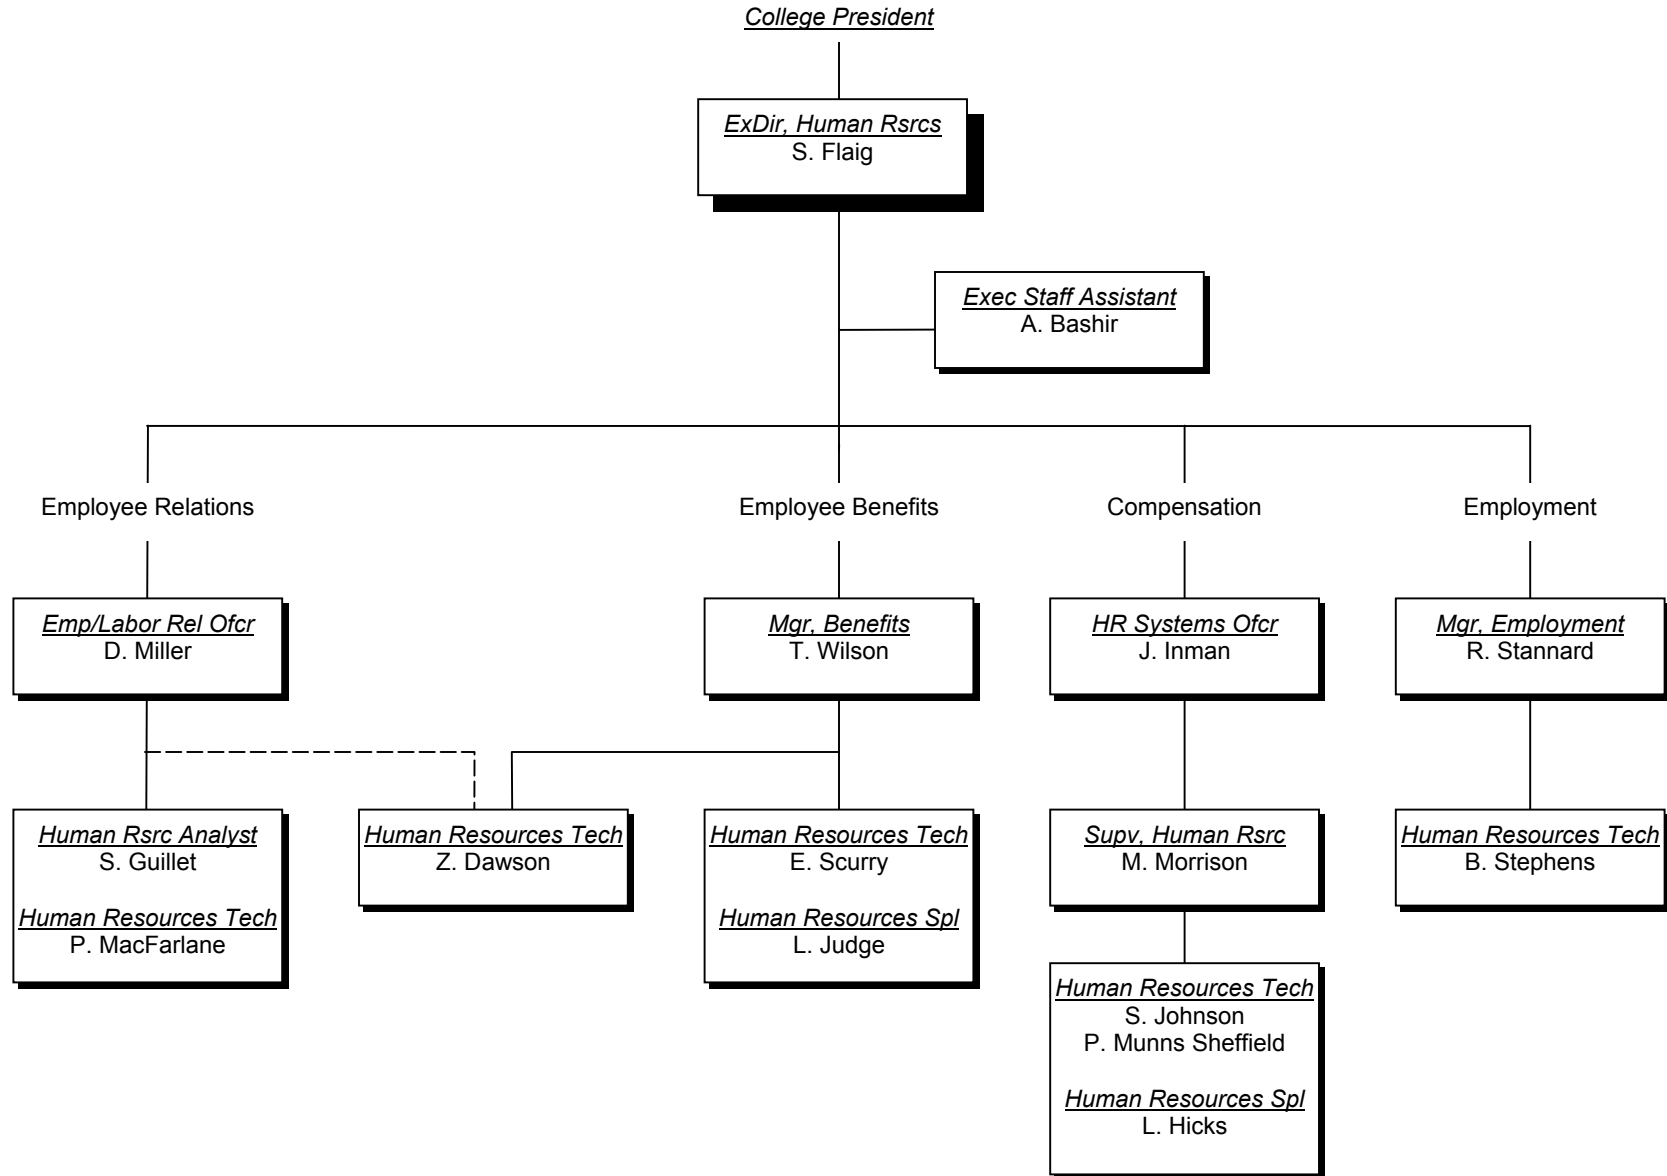 College President
ExDir, Human Rsrcs
S. Flaig
Exec Staff Assistant
A. Bashir
Employee Relations
Employee Benefits
Compensation
Employment
Emp/Labor Rel Ofcr
D. Miller
Mgr, Benefits
T. Wilson
HR Systems Ofcr
J. Inman
Mgr, Employment
R. Stannard
Human Rsrc Analyst
S. Guillet
Human Resources Tech
P. MacFarlane
Human Resources Tech
Z. Dawson
Human Resources Tech
E. Scurry
Human Resources Spl
L. Judge
Supv, Human Rsrc
M. Morrison
Human Resources Tech
B. Stephens
Human Resources Tech
S. Johnson
P. Munns Sheffield
Human Resources Spl
L. Hicks